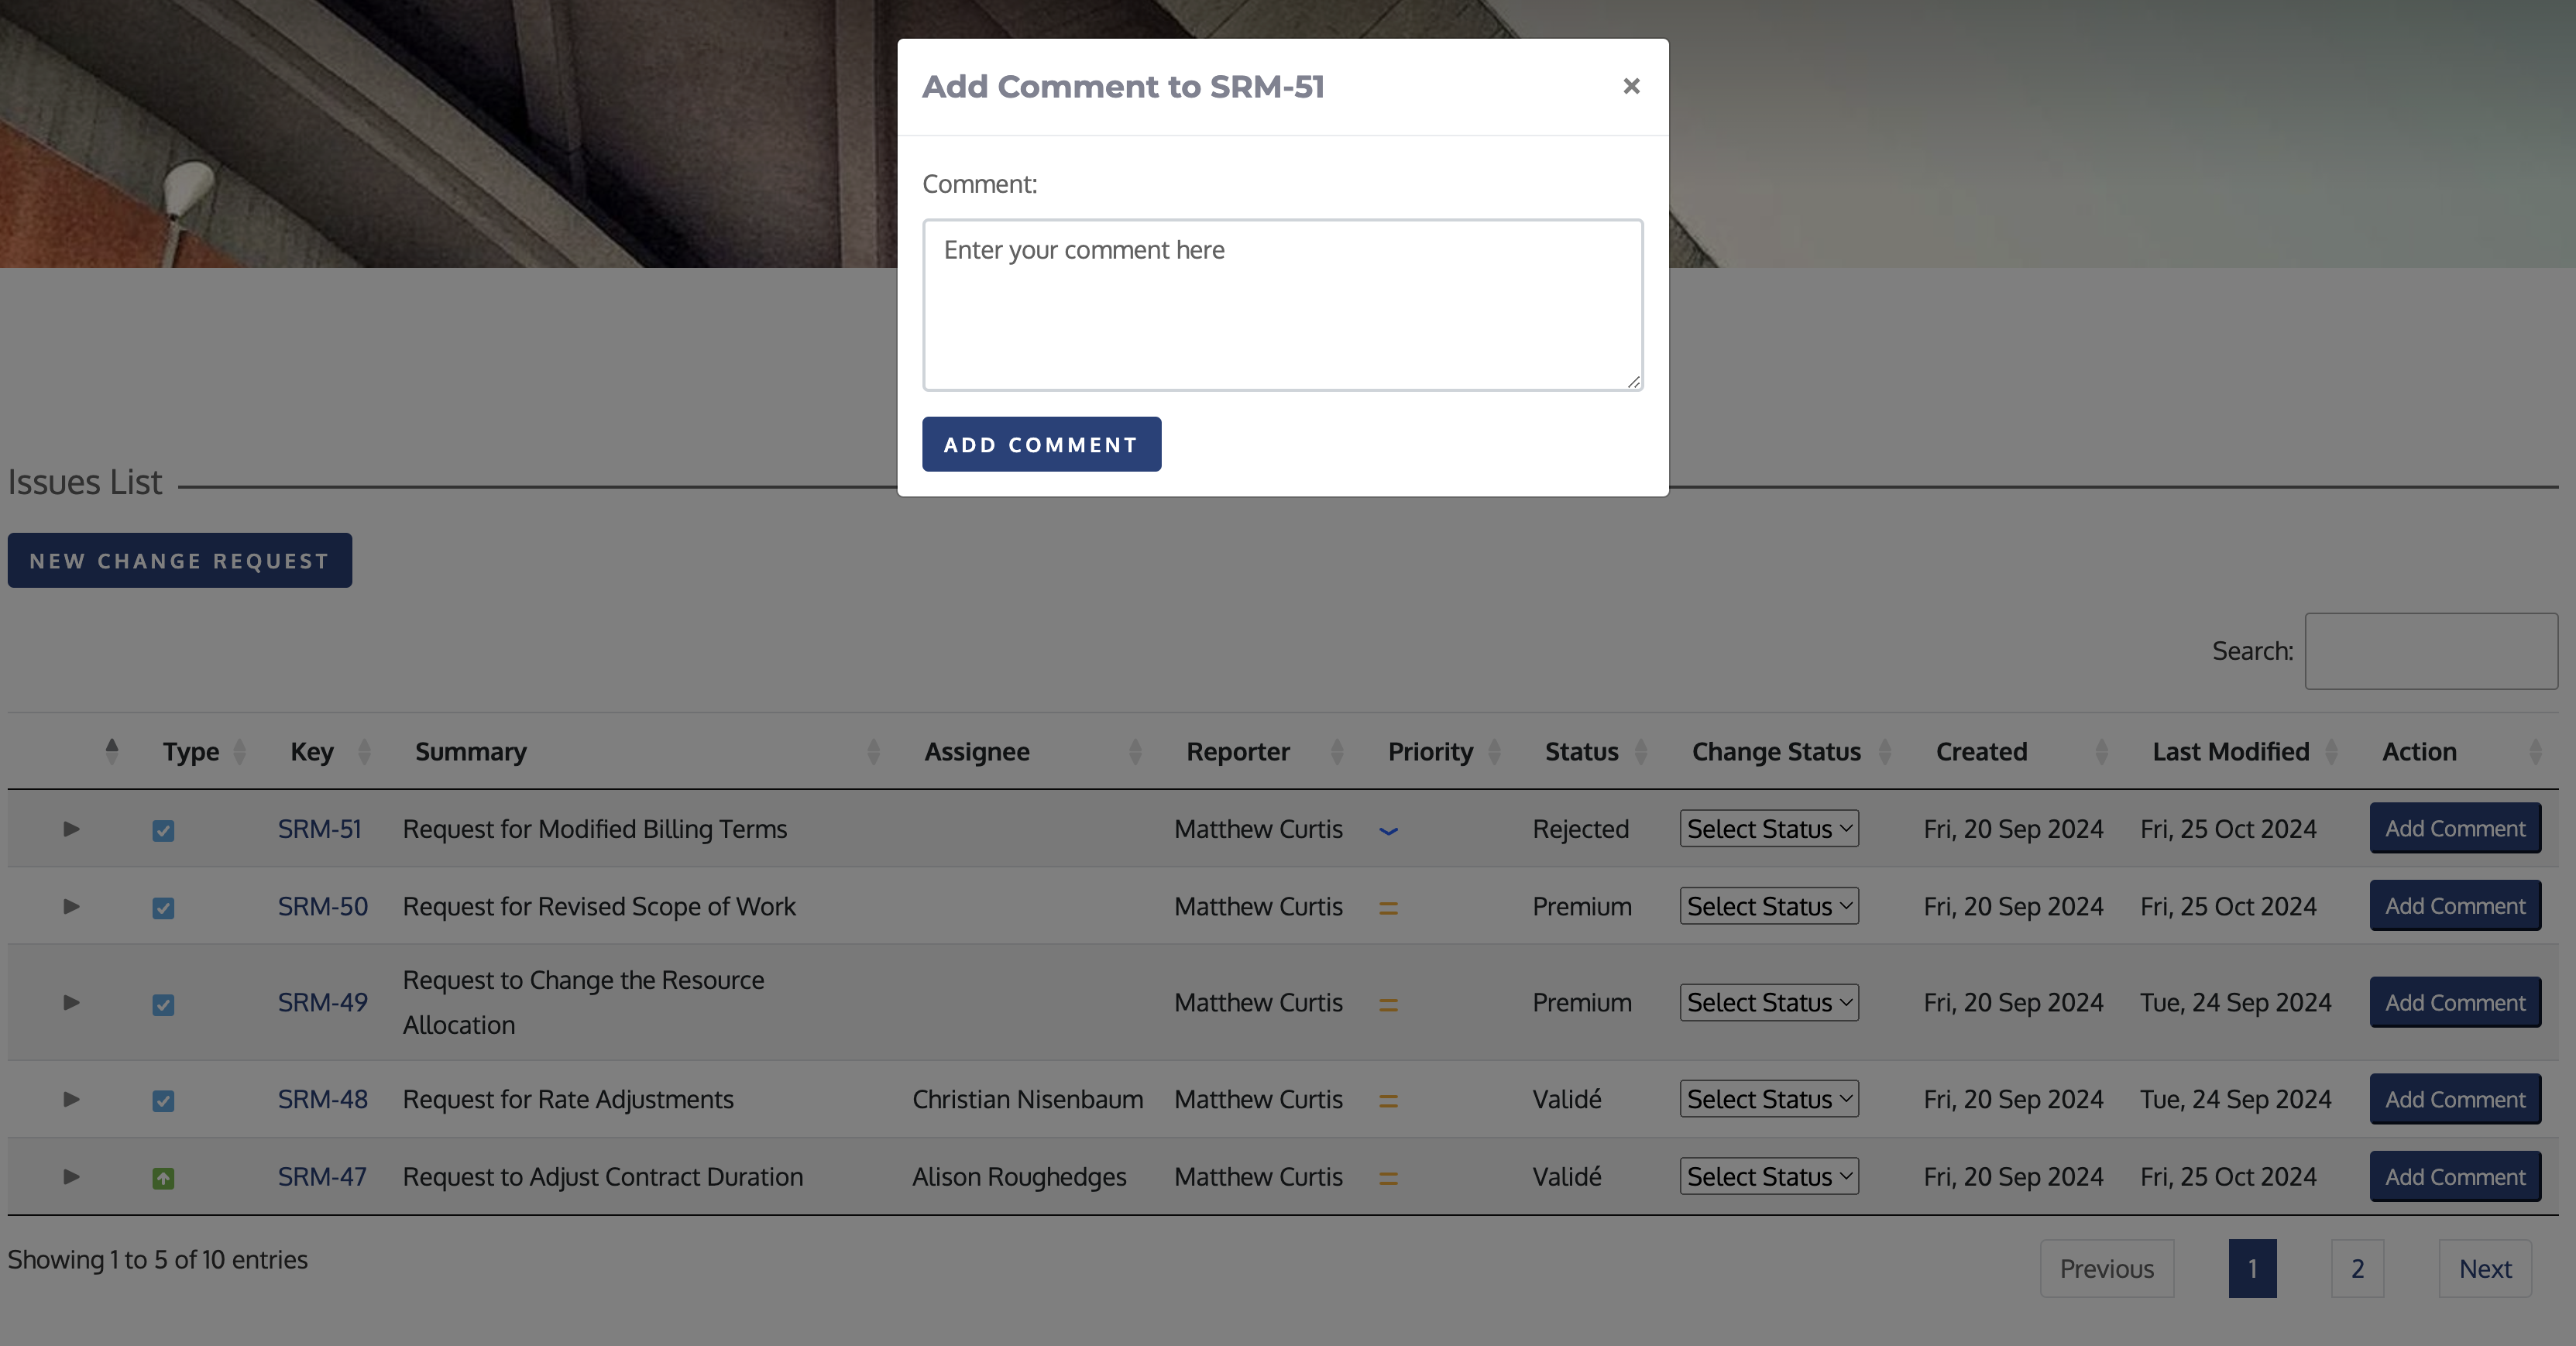 Add Comment to SRM-51 ×
Comment:
Enter your comment here
ADD COMMENT
Issues List
NEW CHANGE REQUEST
Search:
Type Key Summary Assignee Reporter Priority Status Change Status Created Last Modified Action
SRM-51 Request for Modified Billing Terms Matthew Curtis Rejected Select Status Fri, 20 Sep 2024 Fri, 25 Oct 2024 Add Comment
SRM-50 Request for Revised Scope of Work Matthew Curtis Premium Select Status Fri, 20 Sep 2024 Fri, 25 Oct 2024 Add Comment
Request to Change the Resource
SRM-49 Matthew Curtis Premium Select Status Fri, 20 Sep 2024 Tue, 24 Sep 2024 Add Comment
Allocation
SRM-48 Request for Rate Adjustments Christian Nisenbaum Matthew Curtis Validé Select Status Fri, 20 Sep 2024 Tue, 24 Sep 2024 Add Comment
SRM-47 Request to Adjust Contract Duration Alison Roughedges Matthew Curtis Validé Select Status Fri, 20 Sep 2024 Fri, 25 Oct 2024 Add Comment
Showing 1 to 5 of 10 entries
Previous 1 2 Next